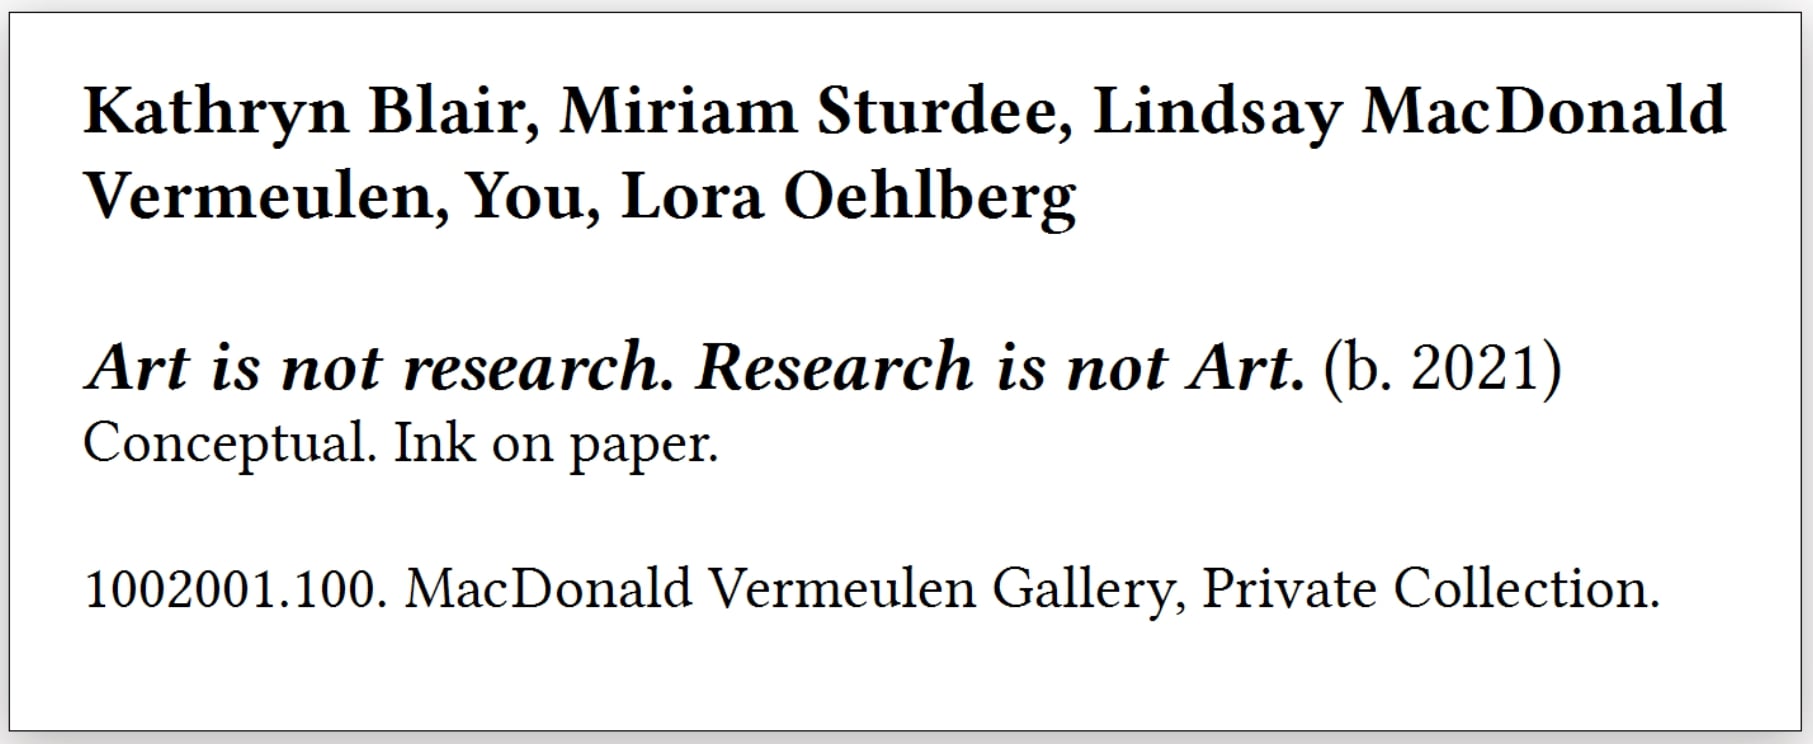 Kathryn Blair, Miriam Sturdee, Lindsay MacDonald
Vermeulen, You, Lora Oehlberg
Art is not research. Research is not Art. (b. 2021)
Conceptual. Ink on paper.
1002001.100. MacDonald Vermeulen Gallery, Private Collection.